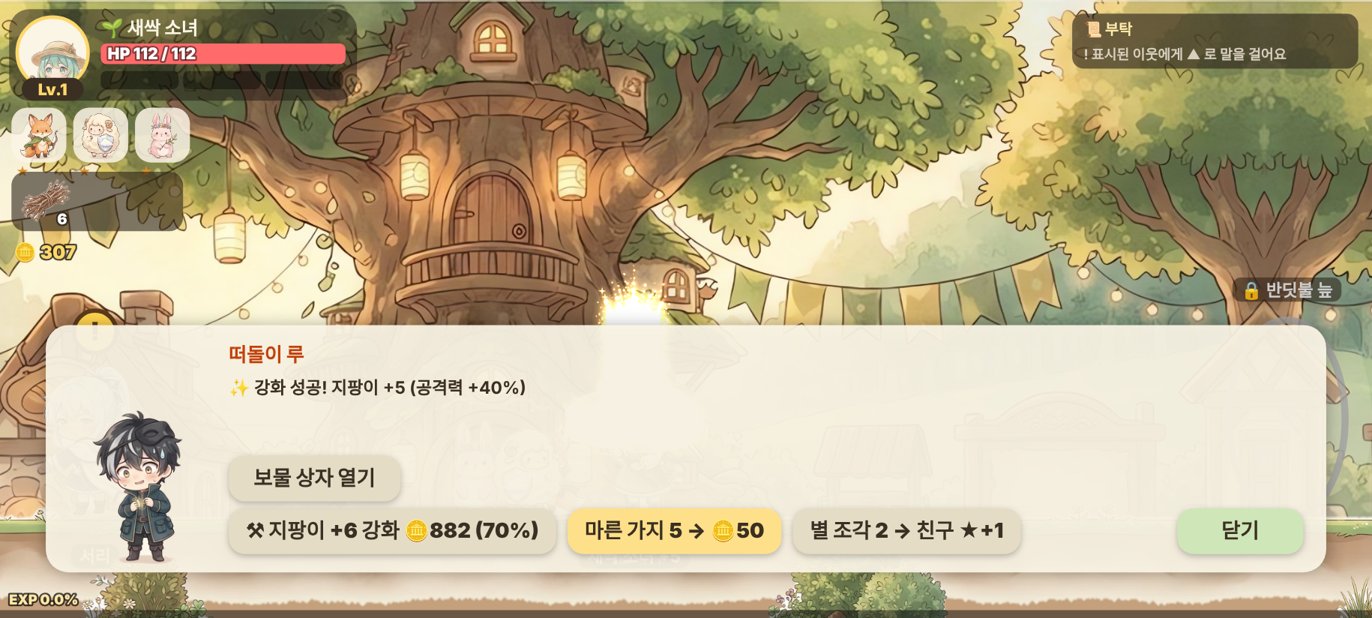 🌱 새싹 소녀
HP 112 / 112
Lv.1
6
🪙 307
📜 부탁
! 표시된 이웃에게 ▲ 로 말을 걸어요
🔒 반딧불 늪
!
떠돌이 루
✨ 강화 성공! 지팡이 +5 (공격력 +40%)
보물 상자 열기
⚒ 지팡이 +6 강화 🪙882 (70%)
마른 가지 5 → 🪙50
별 조각 2 → 친구 ★+1
닫기
서리
EXP 0.0%